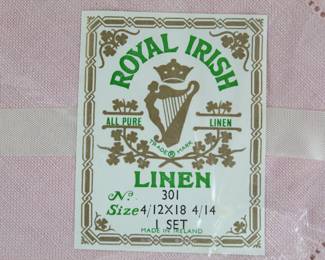 ROYAL IRISH
ALL PURE LINEN
TRADE ® MARK
LINEN
No. 301
Size 4/12X18 4/14
1 SET
MADE IN IRELAND